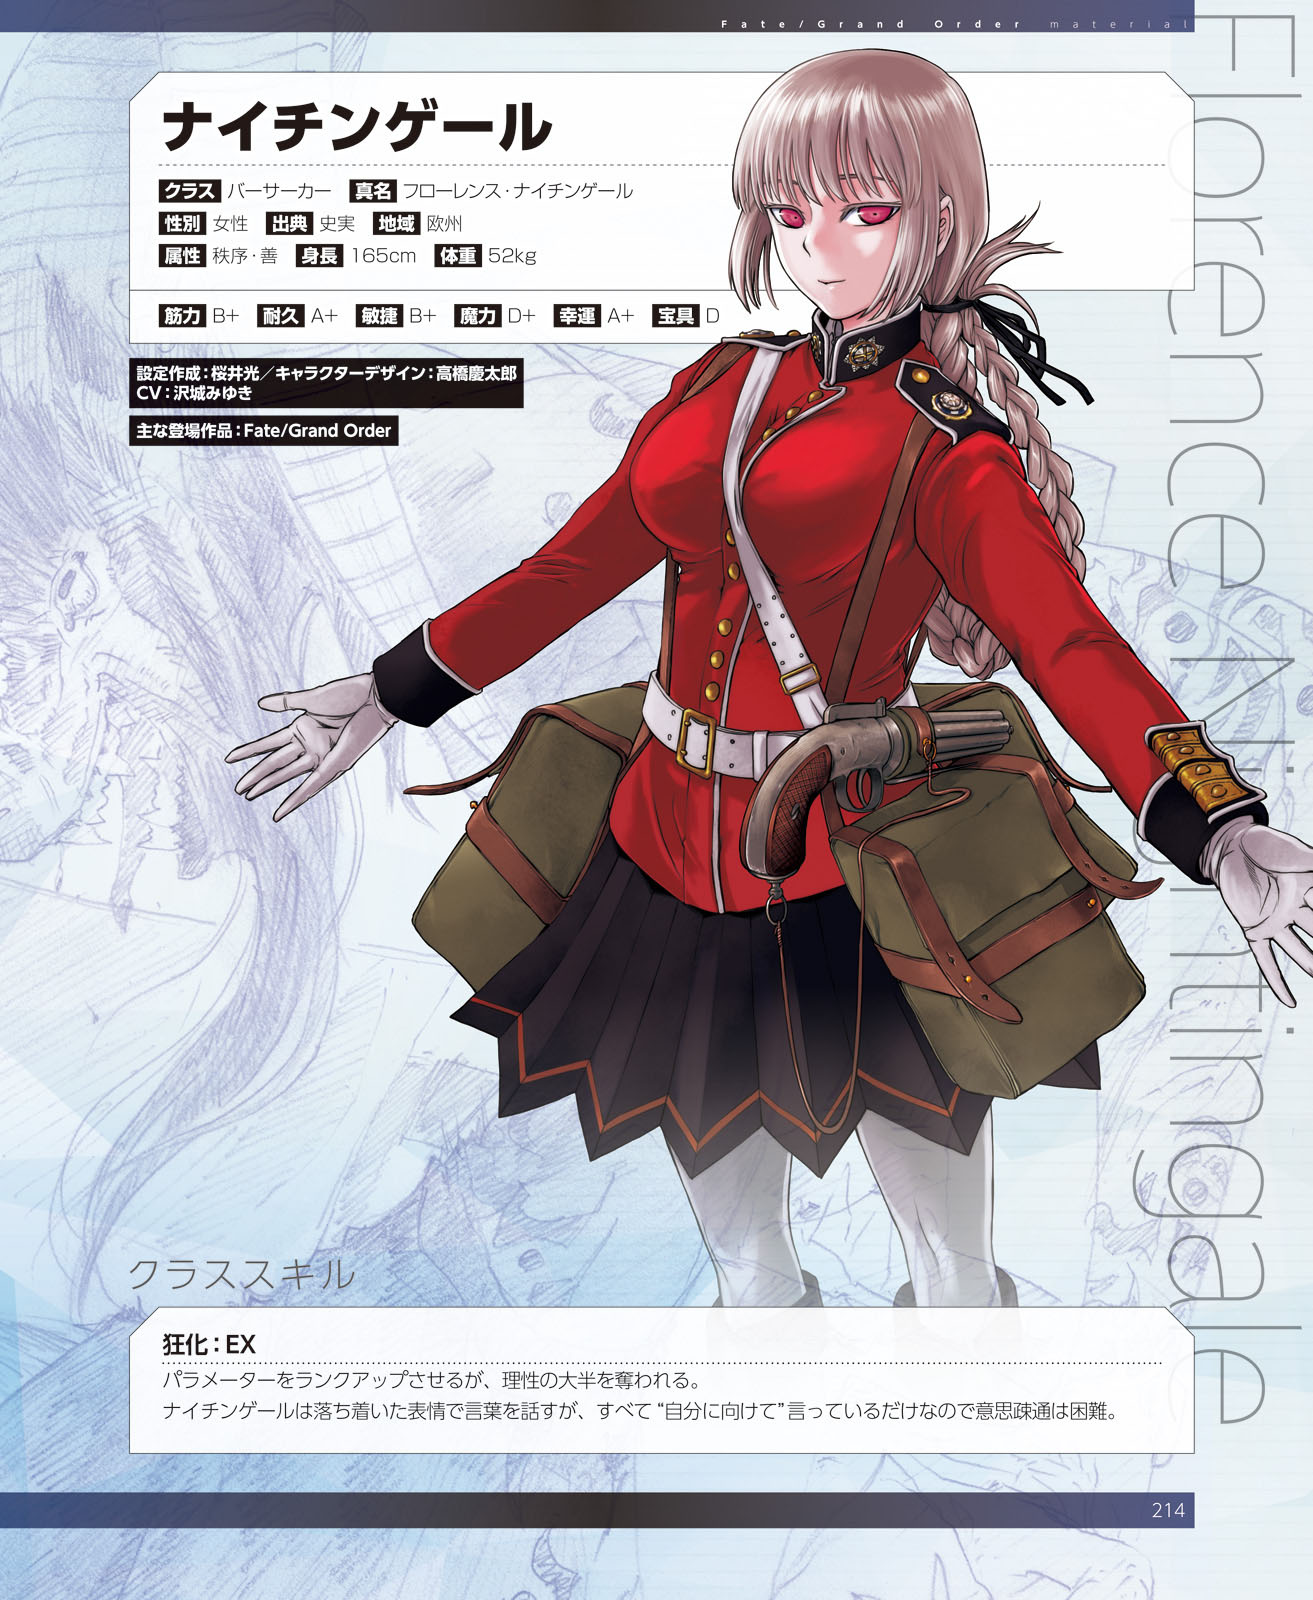 Fate/Grand Order material
ナイチンゲール
クラス バーサーカー 真名 フローレンス・ナイチンゲール
性別 女性 出典 史実 地域 欧州
属性 秩序・善 身長 165cm 体重 52kg
筋力 B+ 耐久 A+ 敏捷 B+ 魔力 D+ 幸運 A+ 宝具 D
設定作成：桜井光／キャラクターデザイン：高橋慶太郎
CV：沢城みゆき
主な登場作品：Fate/Grand Order
Florence Nightingale
クラススキル
狂化：EX
パラメーターをランクアップさせるが、理性の大半を奪われる。
ナイチンゲールは落ち着いた表情で言葉を話すが、すべて“自分に向けて”言っているだけなので意思疎通は困難。
214